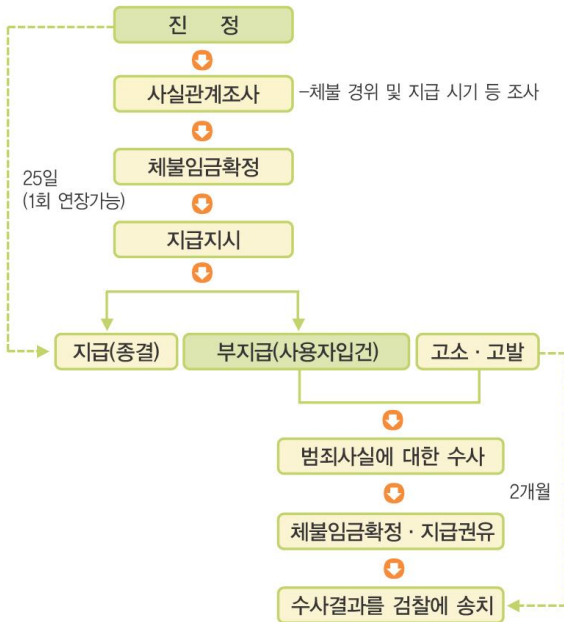 진 정
사실관계조사
-체불 경위 및 지급 시기 등 조사
체불임금확정
25일
(1회 연장가능)
지급지시
지급(종결)
부지급(사용자입건)
고소 · 고발
범죄사실에 대한 수사
2개월
체불임금확정 · 지급권유
수사결과를 검찰에 송치